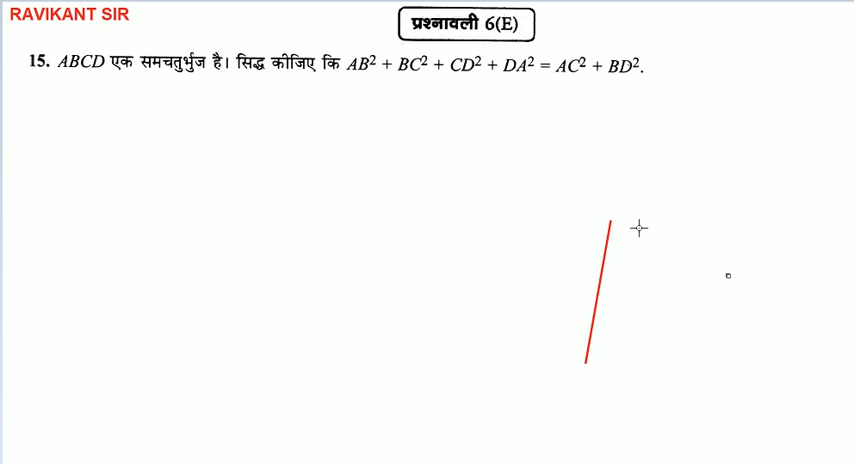 RAVIKANT SIR
प्रश्नावली 6(E)
15. ABCD एक समचतुर्भुज है। सिद्ध कीजिए कि AB² + BC² + CD² + DA² = AC² + BD².